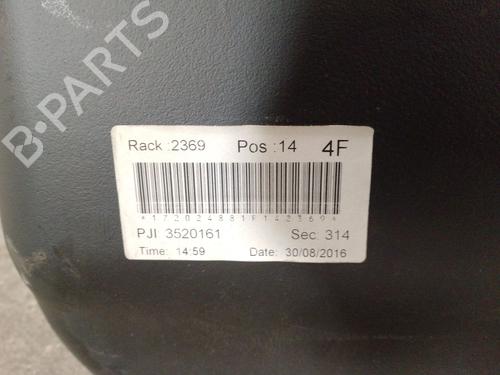 Rack :2369 Pos :14 4F
PJI 3520161 Sec: 314
Time: 14:59 Date: 30/08/2016
B-PARTS